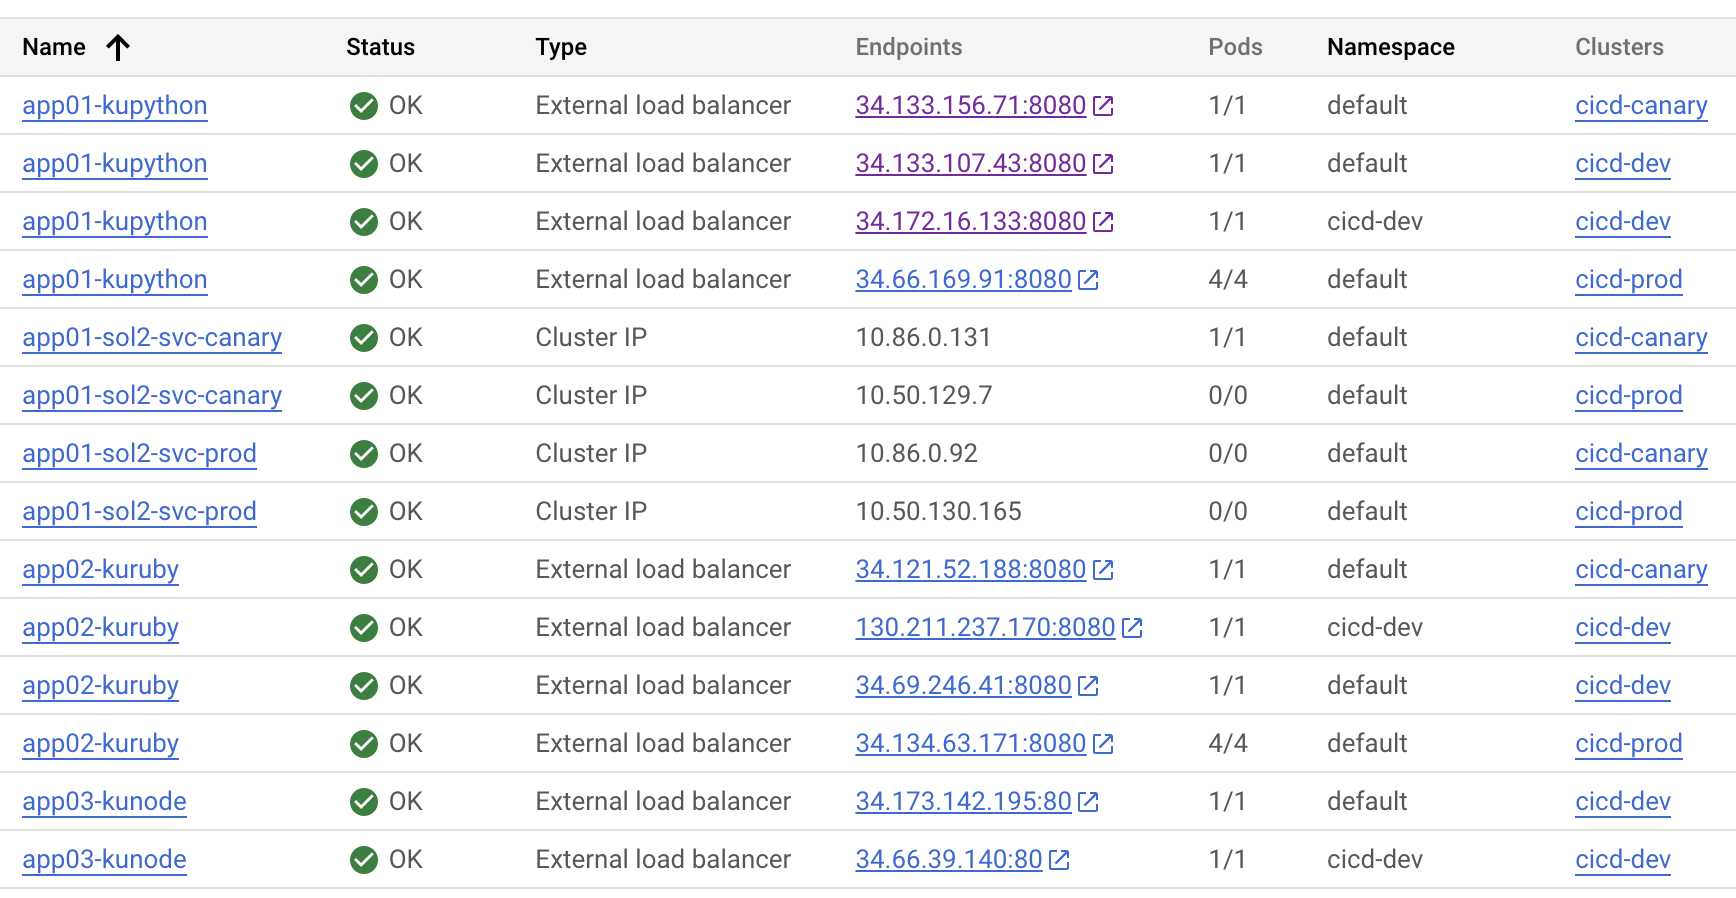 Name Status Type Endpoints Pods Namespace Clusters
app01-kupython OK External load balancer 34.133.156.71:8080 1/1 default cicd-canary
app01-kupython OK External load balancer 34.133.107.43:8080 1/1 default cicd-dev
app01-kupython OK External load balancer 34.172.16.133:8080 1/1 cicd-dev cicd-dev
app01-kupython OK External load balancer 34.66.169.91:8080 4/4 default cicd-prod
app01-sol2-svc-canary OK Cluster IP 10.86.0.131 1/1 default cicd-canary
app01-sol2-svc-canary OK Cluster IP 10.50.129.7 0/0 default cicd-prod
app01-sol2-svc-prod OK Cluster IP 10.86.0.92 0/0 default cicd-canary
app01-sol2-svc-prod OK Cluster IP 10.50.130.165 0/0 default cicd-prod
app02-kuruby OK External load balancer 34.121.52.188:8080 1/1 default cicd-canary
app02-kuruby OK External load balancer 130.211.237.170:8080 1/1 cicd-dev cicd-dev
app02-kuruby OK External load balancer 34.69.246.41:8080 1/1 default cicd-dev
app02-kuruby OK External load balancer 34.134.63.171:8080 4/4 default cicd-prod
app03-kunode OK External load balancer 34.173.142.195:80 1/1 default cicd-dev
app03-kunode OK External load balancer 34.66.39.140:80 1/1 cicd-dev cicd-dev